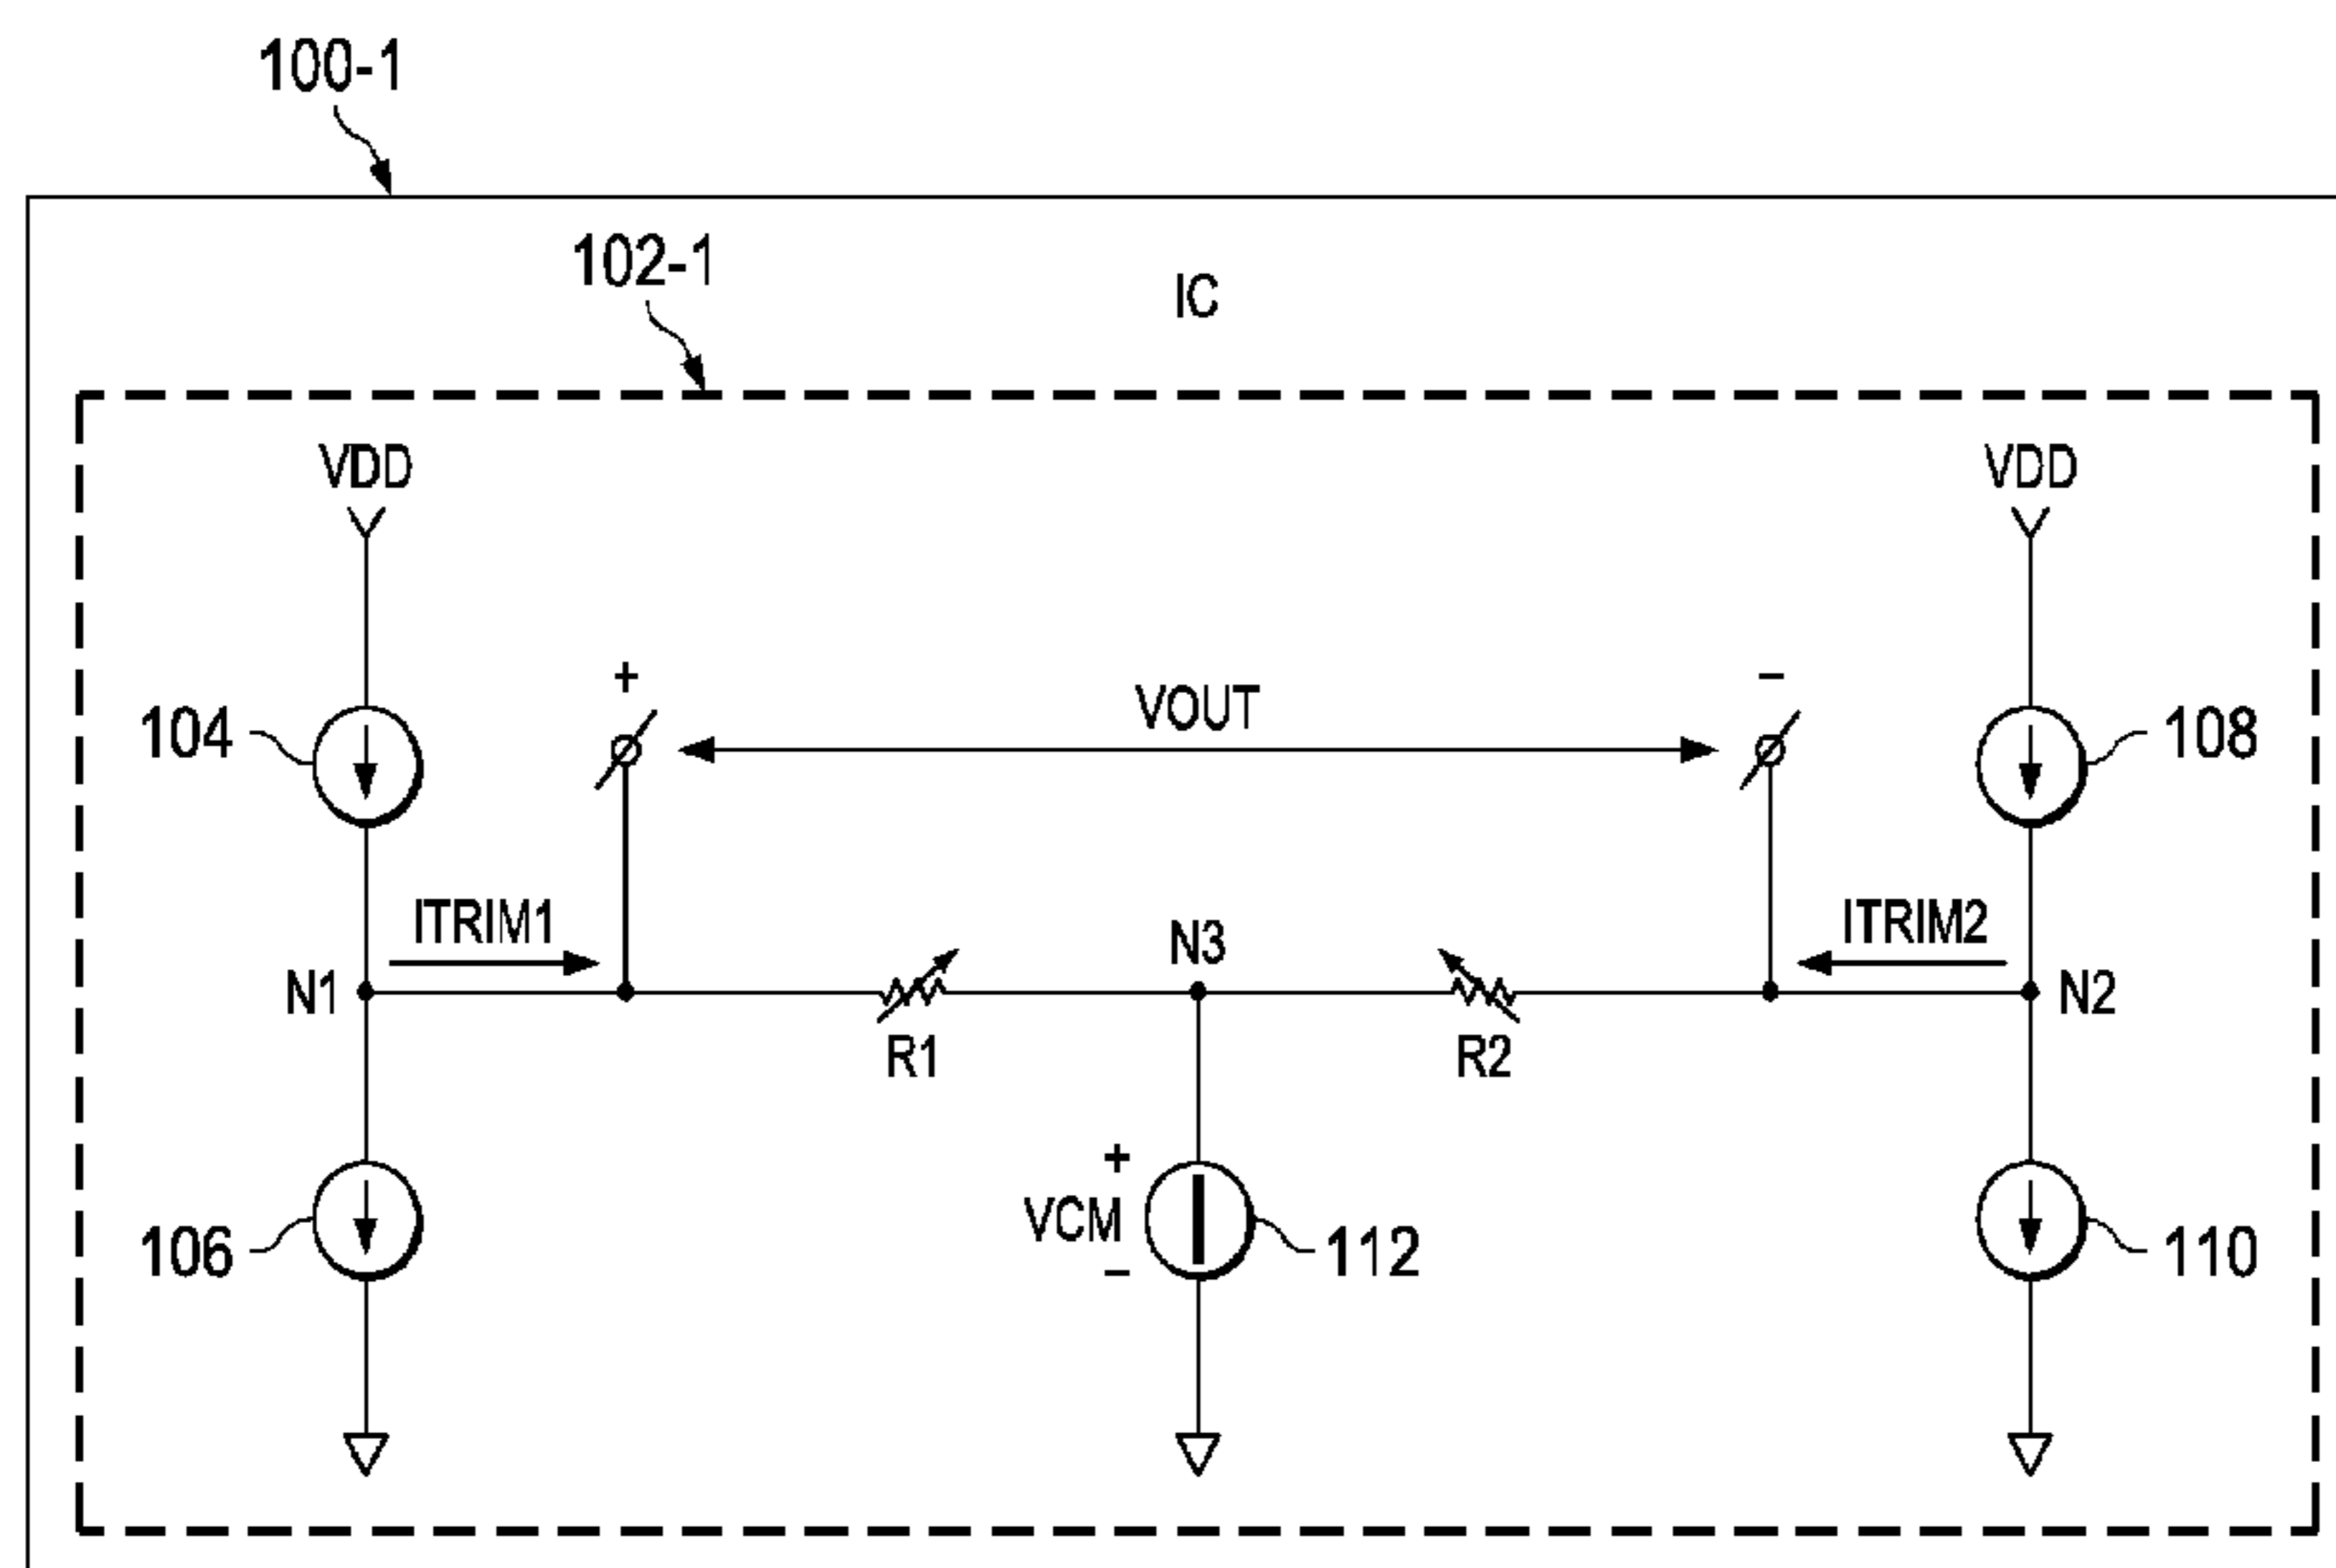 100-1
102-1
IC
VDD
VDD
+
−
104
VOUT
108
ITRIM1
N3
ITRIM2
N1
N2
R1
R2
+
106
VCM
112
110
−